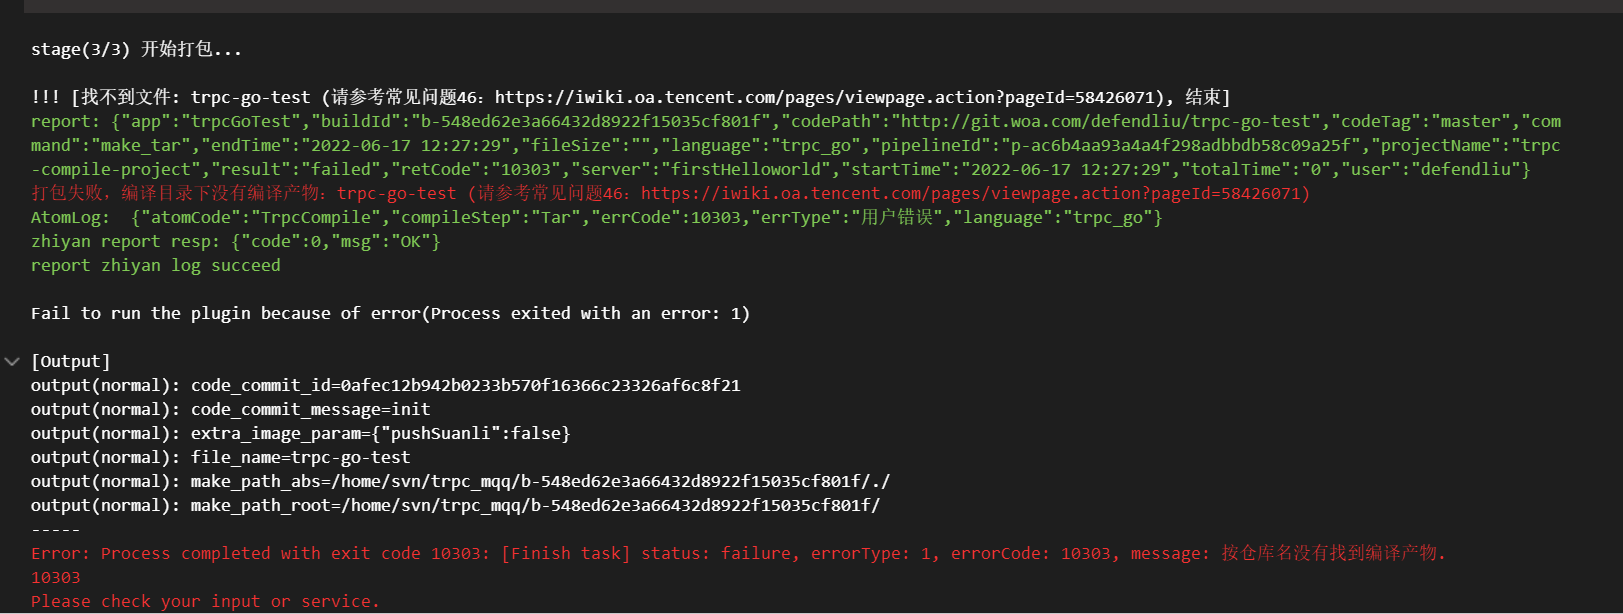 stage(3/3) 开始打包...
!!! [找不到文件: trpc-go-test (请参考常见问题46: https://iwiki.oa.tencent.com/pages/viewpage.action?pageId=58426071), 结束]
report: {"app":"trpcGoTest","buildId":"b-548ed62e3a66432d8922f15035cf801f","codePath":"http://git.woa.com/defendliu/trpc-go-test","codeTag":"master","com
mand":"make_tar","endTime":"2022-06-17 12:27:29","fileSize":"","language":"trpc_go","pipelineId":"p-ac6b4aa93a4a4f298adbbdb58c09a25f","projectName":"trpc
-compile-project","result":"failed","retCode":"10303","server":"firstHelloworld","startTime":"2022-06-17 12:27:29","totalTime":"0","user":"defendliu"}
打包失败，编译目录下没有编译产物: trpc-go-test (请参考常见问题46: https://iwiki.oa.tencent.com/pages/viewpage.action?pageId=58426071)
AtomLog:  {"atomCode":"TrpcCompile","compileStep":"Tar","errCode":10303,"errType":"用户错误","language":"trpc_go"}
zhiyan report resp: {"code":0,"msg":"OK"}
report zhiyan log succeed
Fail to run the plugin because of error(Process exited with an error: 1)
[Output]
output(normal): code_commit_id=0afec12b942b0233b570f16366c23326af6c8f21
output(normal): code_commit_message=init
output(normal): extra_image_param={"pushSuanli":false}
output(normal): file_name=trpc-go-test
output(normal): make_path_abs=/home/svn/trpc_mqq/b-548ed62e3a66432d8922f15035cf801f/./
output(normal): make_path_root=/home/svn/trpc_mqq/b-548ed62e3a66432d8922f15035cf801f/
-----
Error: Process completed with exit code 10303: [Finish task] status: failure, errorType: 1, errorCode: 10303, message: 按仓库名没有找到编译产物.
10303
Please check your input or service.